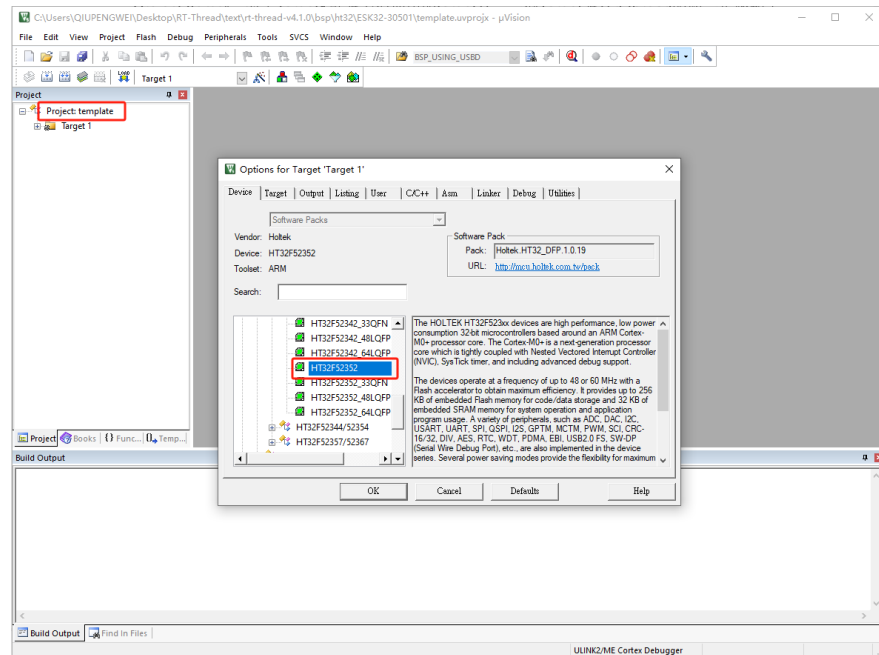 C:\Users\QIUPENGWEI\Desktop\RT-Thread\text\rt-thread-v4.1.0\bsp\ht32\ESK32-30501\template.uvprojx - µVision
File Edit View Project Flash Debug Peripherals Tools SVCS Window Help
BSP_USING_USBD
LOAD Target 1
Project
Project: template
Target 1
Options for Target 'Target 1'
Device Target Output Listing User C/C++ Asm Linker Debug Utilities
Software Packs
Vendor: Holtek
Device: HT32F52352
Toolset: ARM
Search:
Software Pack
Pack: Holtek.HT32_DFP.1.0.19
URL: http://mcu.holtek.com.tw/pack
HT32F52342_33QFN
HT32F52342_48LQFP
HT32F52342_64LQFP
HT32F52352
HT32F52352_33QFN
HT32F52352_48LQFP
HT32F52352_64LQFP
HT32F52344/52354
HT32F52357/52367
The HOLTEK HT32F523xx devices are high performance, low power
consumption 32-bit microcontrollers based around an ARM Cortex-
M0+ processor core. The Cortex-M0+ is a next-generation processor
core which is tightly coupled with Nested Vectored Interrupt Controller
(NVIC), SysTick timer, and including advanced debug support.
The devices operate at a frequency of up to 48 or 60 MHz with a
Flash accelerator to obtain maximum efficiency. It provides up to 256
KB of embedded Flash memory for code/data storage and 32 KB of
embedded SRAM memory for system operation and application
program usage. A variety of peripherals, such as ADC, DAC, I2C,
USART, UART, SPI, QSPI, I2S, GPTM, MCTM, PWM, SCI, CRC-
16/32, DIV, AES, RTC, WDT, PDMA, EBI, USB2.0 FS, SW-DP
(Serial Wire Debug Port), etc., are also implemented in the device
series. Several power saving modes provide the flexibility for maximum
OK Cancel Defaults Help
Project Books {} Func... 0 Temp...
Build Output
Build Output Find In Files
ULINK2/ME Cortex Debugger